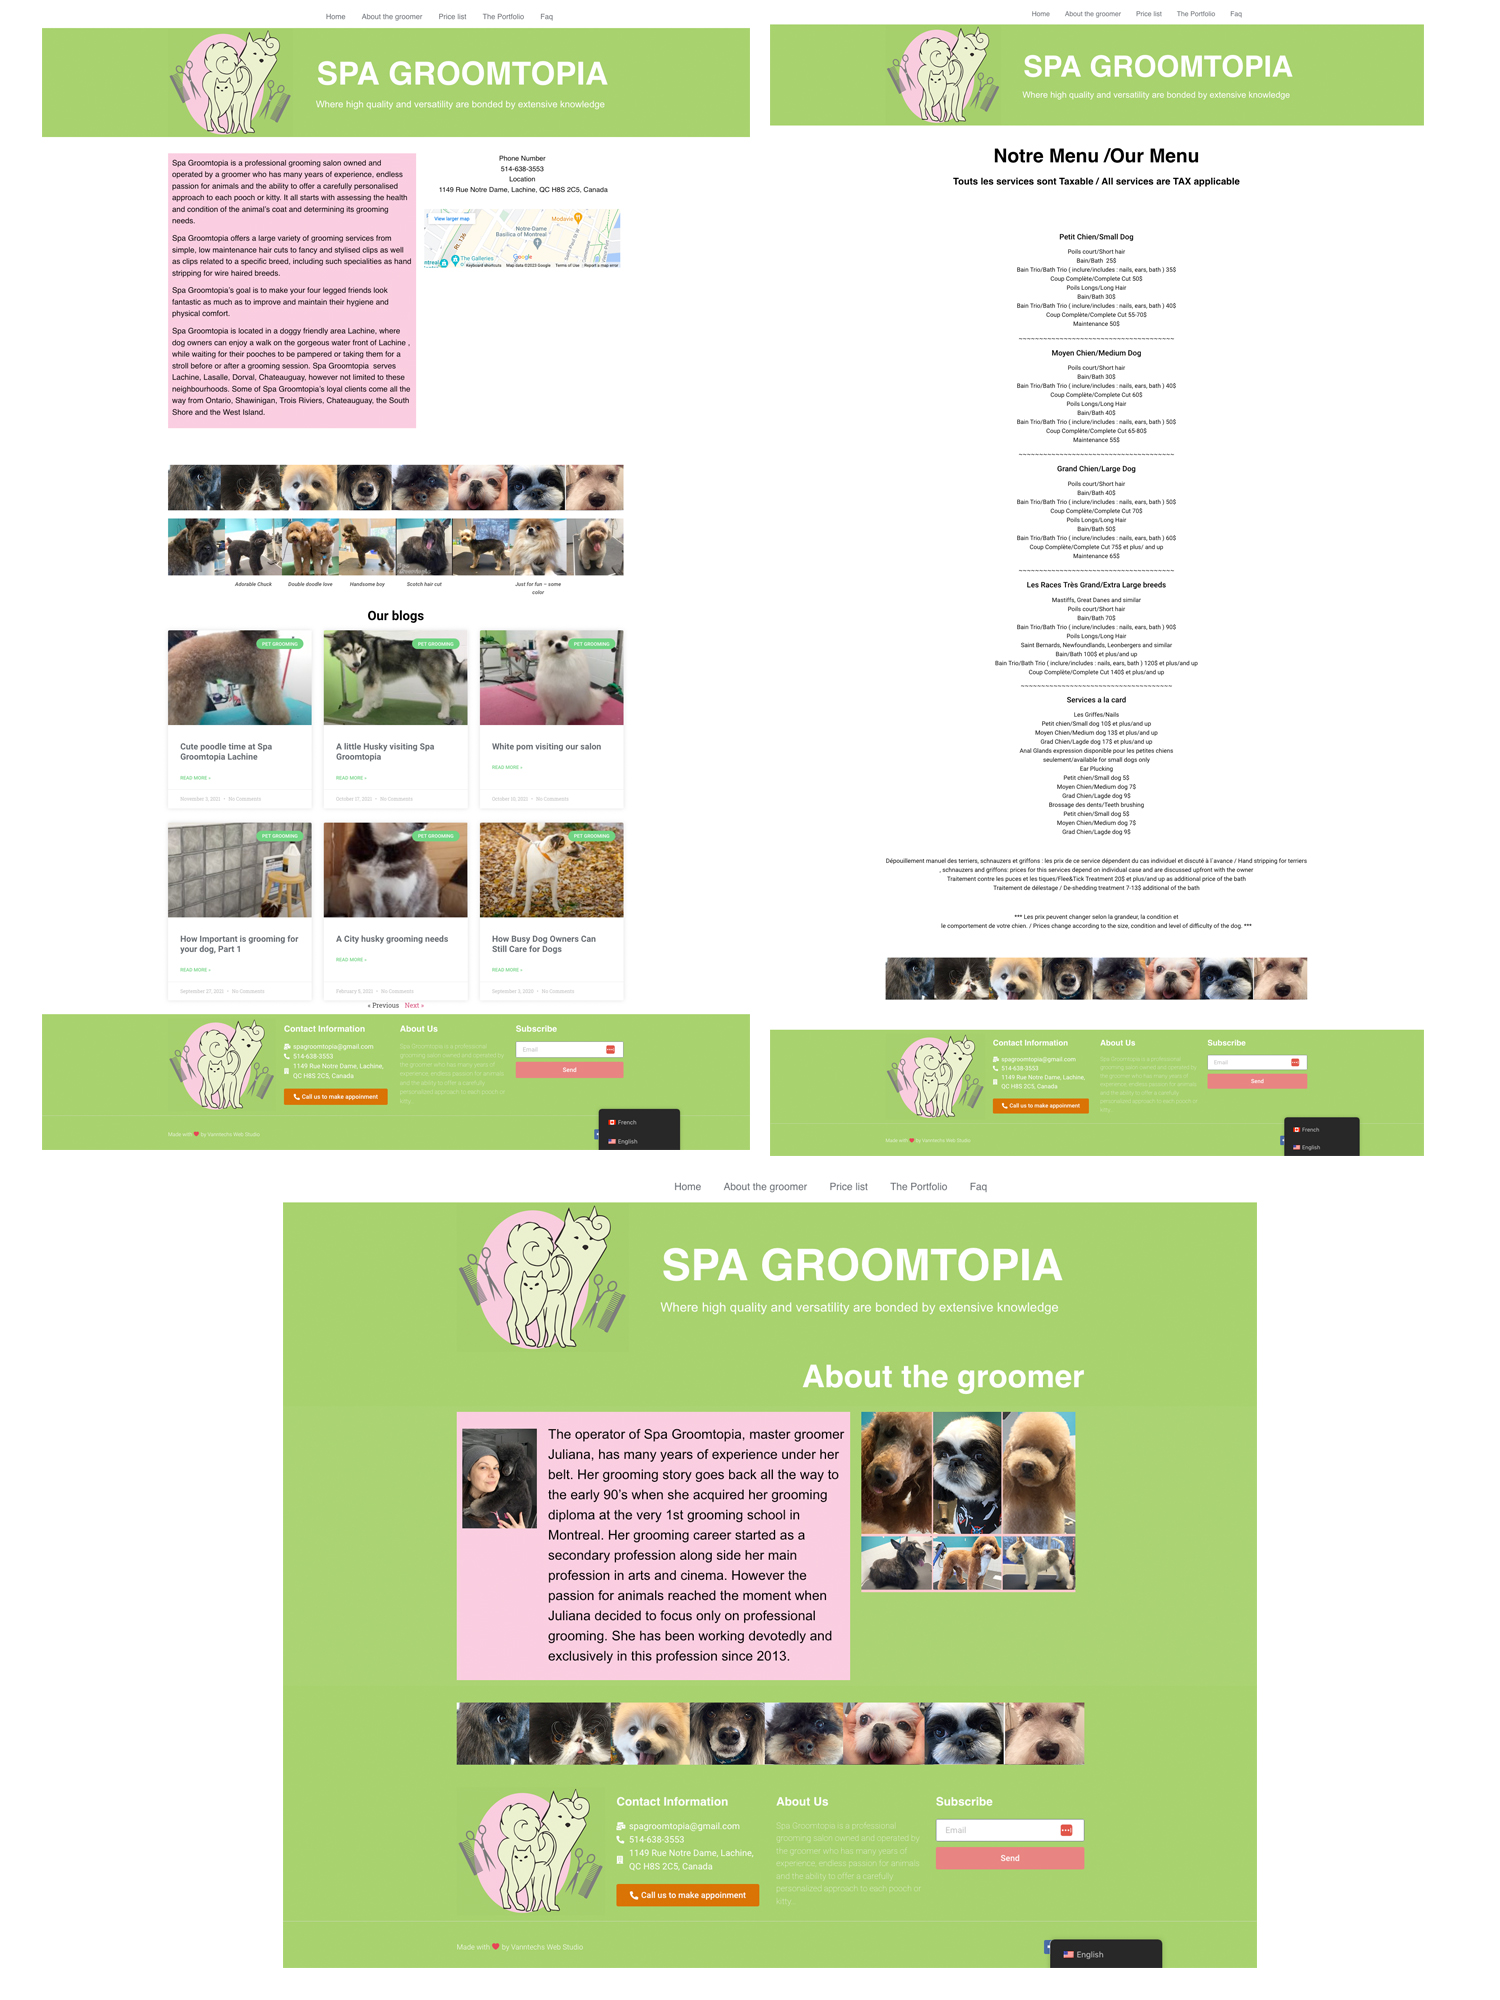 Home About the groomer Price list The Portfolio Faq
SPA GROOMTOPIA
Where high quality and versatility are bonded by extensive knowledge
Spa Groomtopia is a professional grooming salon owned and
operated by a groomer who has many years of experience, endless
passion for animals and the ability to offer a carefully personalised
approach to each pooch or kitty. It all starts with assessing the health
and condition of the animal's coat and determining its grooming
needs.
Spa Groomtopia offers a large variety of grooming services from
simple, low maintenance hair cuts to fancy and stylised clips as well
as clips related to a specific breed, including such specialities as hand
stripping for wire haired breeds.
Spa Groomtopia's goal is to make your four legged friends look
fantastic as much as to improve and maintain their hygiene and
physical comfort.
Spa Groomtopia is located in a doggy friendly area Lachine, where
dog owners can enjoy a walk on the gorgeous water front of Lachine ,
while waiting for their pooches to be pampered or taking them for a
stroll before or after a grooming session. Spa Groomtopia serves
Lachine, Lasalle, Dorval, Chateauguay, however not limited to these
neighbourhoods. Some of Spa Groomtopia's loyal clients come all the
way from Ontario, Shawinigan, Trois Riviers, Chateauguay, the South
Shore and the West Island.
Phone Number
514-638-3553
Location
1149 Rue Notre Dame, Lachine, QC H8S 2C5, Canada
View larger map
Modavie
Notre-Dame
Basilica of Montreal
Rt. 136
The Galleries
Google
Keyboard shortcuts Map data ©2023 Google Terms of Use Report a map error
Adorable Chuck Double doodle love Handsome boy Scotch hair cut Just for fun – some
color
Our blogs
PET GROOMING PET GROOMING PET GROOMING
Cute poodle time at Spa
Groomtopia Lachine
READ MORE »
November 3, 2021 • No Comments
A little Husky visiting Spa
Groomtopia
READ MORE »
October 17, 2021 • No Comments
White pom visiting our salon
READ MORE »
October 10, 2021 • No Comments
PET GROOMING PET GROOMING PET GROOMING
How Important is grooming for
your dog, Part 1
READ MORE »
September 27, 2021 • No Comments
A City husky grooming needs
READ MORE »
February 9, 2021 • No Comments
How Busy Dog Owners Can
Still Care for Dogs
READ MORE »
September 3, 2020 • No Comments
« Previous Next »
Contact Information
spagroomtopia@gmail.com
514-638-3553
1149 Rue Notre Dame, Lachine,
QC H8S 2C5, Canada
Call us to make appoinment
About Us
Spa Groomtopia is a professional
grooming salon owned and operated by
the groomer who has many years of
experience, endless passion for animals
and the ability to offer a carefully
personalized approach to each pooch or
kitty.
Subscribe
Email
Send
Made with ❤ by Varintechs Web Studio
French
English
Home About the groomer Price list The Portfolio Faq
SPA GROOMTOPIA
Where high quality and versatility are bonded by extensive knowledge
Notre Menu /Our Menu
Touts les services sont Taxable / All services are TAX applicable
Petit Chien/Small Dog
Poils court/Short hair
Bain/Bath 25$
Bain Trio/Bath Trio ( inclure/includes : nails, ears, bath ) 35$
Coup Complète/Complete Cut 50$
Poils Longs/Long Hair
Bain/Bath 30$
Bain Trio/Bath Trio ( inclure/includes : nails, ears, bath ) 40$
Coup Complète/Complete Cut 55-70$
Maintenance 50$
~~~~~~~~~~~~~~~~~~~~~~~~~~~~~~~~~~~~~~
Moyen Chien/Medium Dog
Poils court/Short hair
Bain/Bath 30$
Bain Trio/Bath Trio ( inclure/includes : nails, ears, bath ) 40$
Coup Complète/Complete Cut 60$
Poils Longs/Long Hair
Bain/Bath 40$
Bain Trio/Bath Trio ( inclure/includes : nails, ears, bath ) 50$
Coup Complète/Complete Cut 65-80$
Maintenance 55$
~~~~~~~~~~~~~~~~~~~~~~~~~~~~~~~~~~~~~~
Grand Chien/Large Dog
Poils court/Short hair
Bain/Bath 40$
Bain Trio/Bath Trio ( inclure/includes : nails, ears, bath ) 50$
Coup Complète/Complete Cut 70$
Poils Longs/Long Hair
Bain/Bath 50$
Bain Trio/Bath Trio ( inclure/includes : nails, ears, bath ) 60$
Coup Complète/Complete Cut 75$ et plus/ and up
Maintenance 65$
~~~~~~~~~~~~~~~~~~~~~~~~~~~~~~~~~~~~~~
Les Races Très Grand/Extra Large breeds
Mastiffs, Great Danes and similar
Poils court/Short hair
Bain/Bath 70$
Bain Trio/Bath Trio ( inclure/includes : nails, ears, bath ) 90$
Poils Longs/Long Hair
Saint Bernards, Newfoundlands, Leonbergers and similar
Bain/Bath 100$ et plus/and up
Bain Trio/Bath Trio ( inclure/includes : nails, ears, bath ) 120$ et plus/and up
Coup Complète/Complete Cut 140$ et plus/and up
~~~~~~~~~~~~~~~~~~~~~~~~~~~~~~~~~~~~~
Services a la card
Les Griffes/Nails
Petit chien/Small dog 10$ et plus/and up
Moyen Chien/Medium dog 13$ et plus/and up
Grad Chien/Lagde dog 17$ et plus/and up
Anal Glands expression disponible pour les petites chiens
seulement/available for small dogs only
Ear Plucking
Petit chien/Small dog 5$
Moyen Chien/Medium dog 7$
Grad Chien/Lagde dog 9$
Brossage des dents/Teeth brushing
Petit chien/Small dog 5$
Moyen Chien/Medium dog 7$
Grad Chien/Lagde dog 9$
Dépouillement manuel des terriers, schnauzers et griffons : les prix de ce service dépendent du cas individuel et discuté à l'avance / Hand stripping for terriers
, schnauzers and griffons: prices for this services depend on individual case and are discussed upfront with the owner
Traitement contre les puces et les tiques/Flee&Tick Treatment 20$ et plus/and up as additional price of the bath
Traitement de délestage / De-shedding treatment 7-13$ additional of the bath
*** Les prix peuvent changer selon la grandeur, la condition et
le comportement de votre chien. / Prices change according to the size, condition and level of difficulty of the dog. ***
Contact Information
spagroomtopia@gmail.com
514-638-3553
1149 Rue Notre Dame, Lachine,
QC H8S 2C5, Canada
Call us to make appoinment
About Us
Spa Groomtopia is a professional
grooming salon owned and operated by
the groomer who has many years of
experience, endless passion for animals
and the ability to offer a carefully
personalized approach to each pooch or
kitty.
Subscribe
Email
Send
Made with ❤ by Varintechs Web Studio
French
English
Home About the groomer Price list The Portfolio Faq
SPA GROOMTOPIA
Where high quality and versatility are bonded by extensive knowledge
About the groomer
The operator of Spa Groomtopia, master groomer
Juliana, has many years of experience under her
belt. Her grooming story goes back all the way to
the early 90's when she acquired her grooming
diploma at the very 1st grooming school in
Montreal. Her grooming career started as a
secondary profession along side her main
profession in arts and cinema. However the
passion for animals reached the moment when
Juliana decided to focus only on professional
grooming. She has been working devotedly and
exclusively in this profession since 2013.
Contact Information
spagroomtopia@gmail.com
514-638-3553
1149 Rue Notre Dame, Lachine,
QC H8S 2C5, Canada
Call us to make appoinment
About Us
Spa Groomtopia is a professional
grooming salon owned and operated by
the groomer who has many years of
experience, endless passion for animals
and the ability to offer a carefully
personalized approach to each pooch or
kitty.
Subscribe
Email
Send
Made with ❤ by Varintechs Web Studio
English